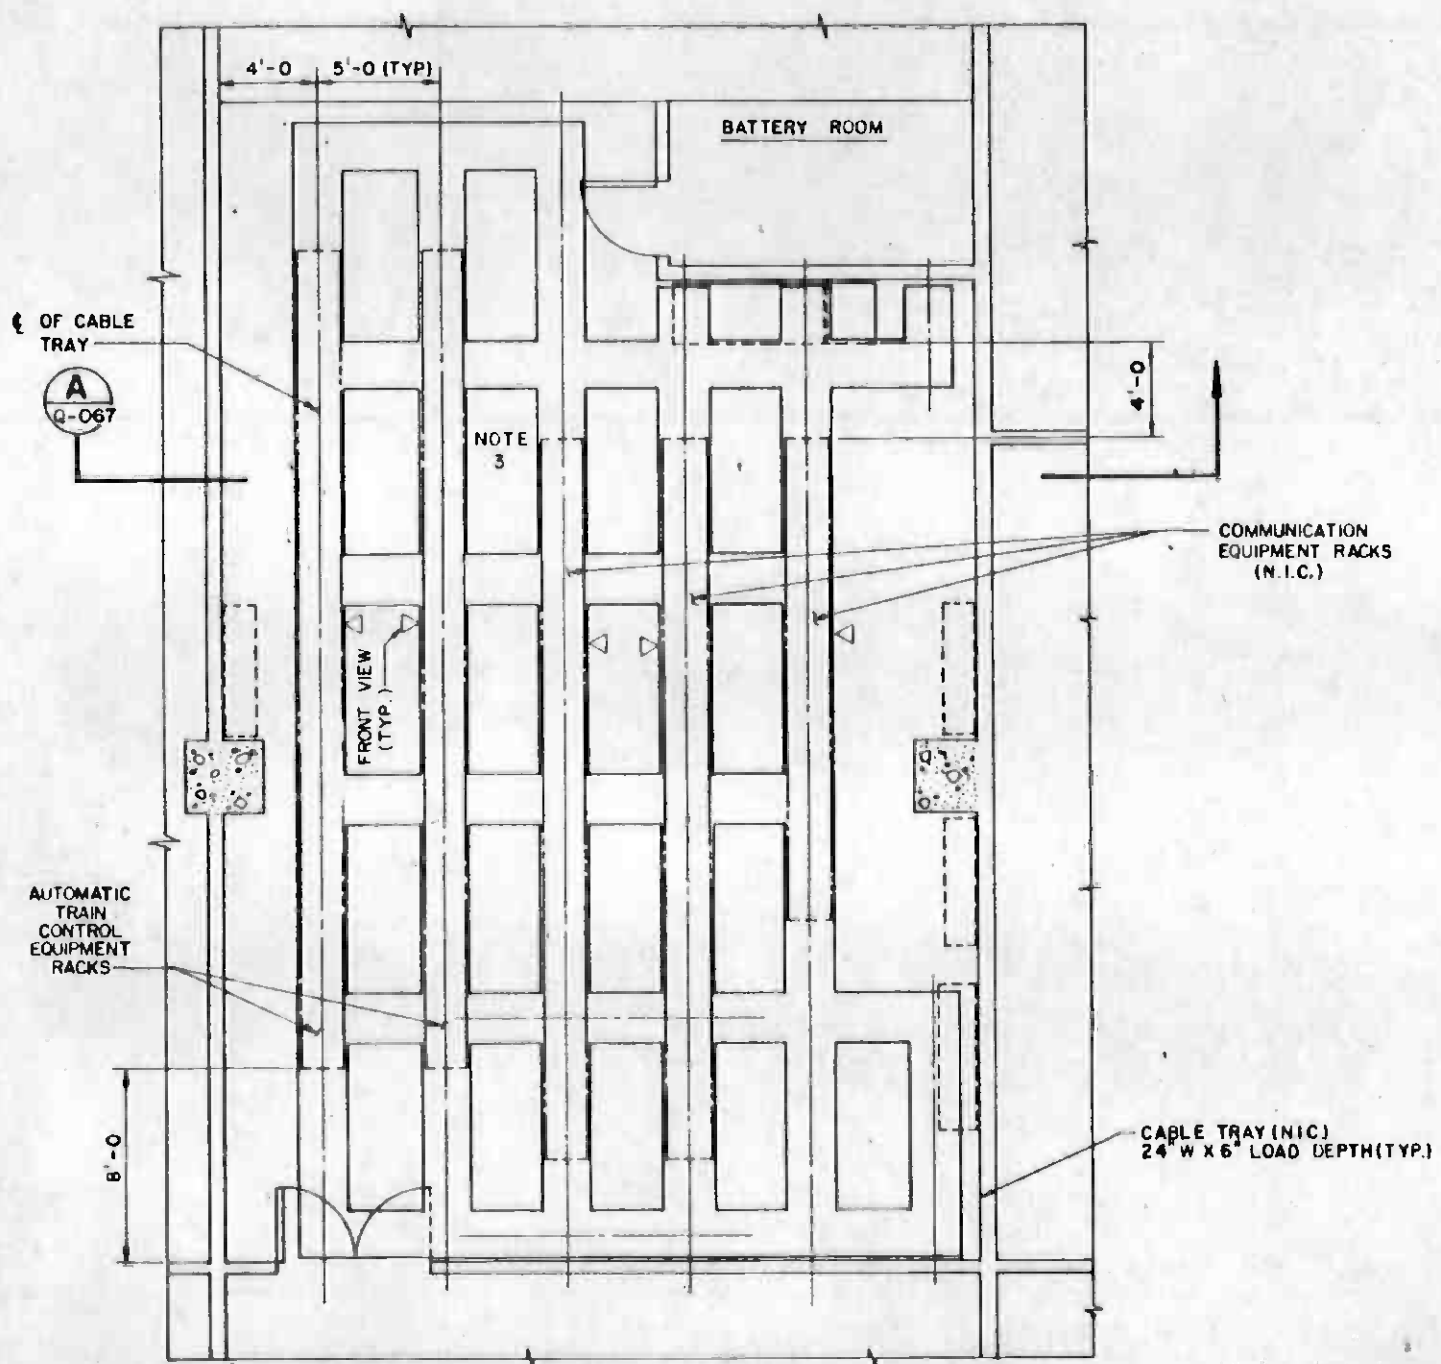 4'-0
5'-0 (TYP)
BATTERY ROOM
℄ OF CABLE
TRAY
A
Q-067
NOTE
3
4'-0
COMMUNICATION
EQUIPMENT RACKS
(N.I.C.)
FRONT VIEW
(TYP.)
AUTOMATIC
TRAIN
CONTROL
EQUIPMENT
RACKS
8'-0
CABLE TRAY (NIC)
24" W X 6" LOAD DEPTH (TYP.)